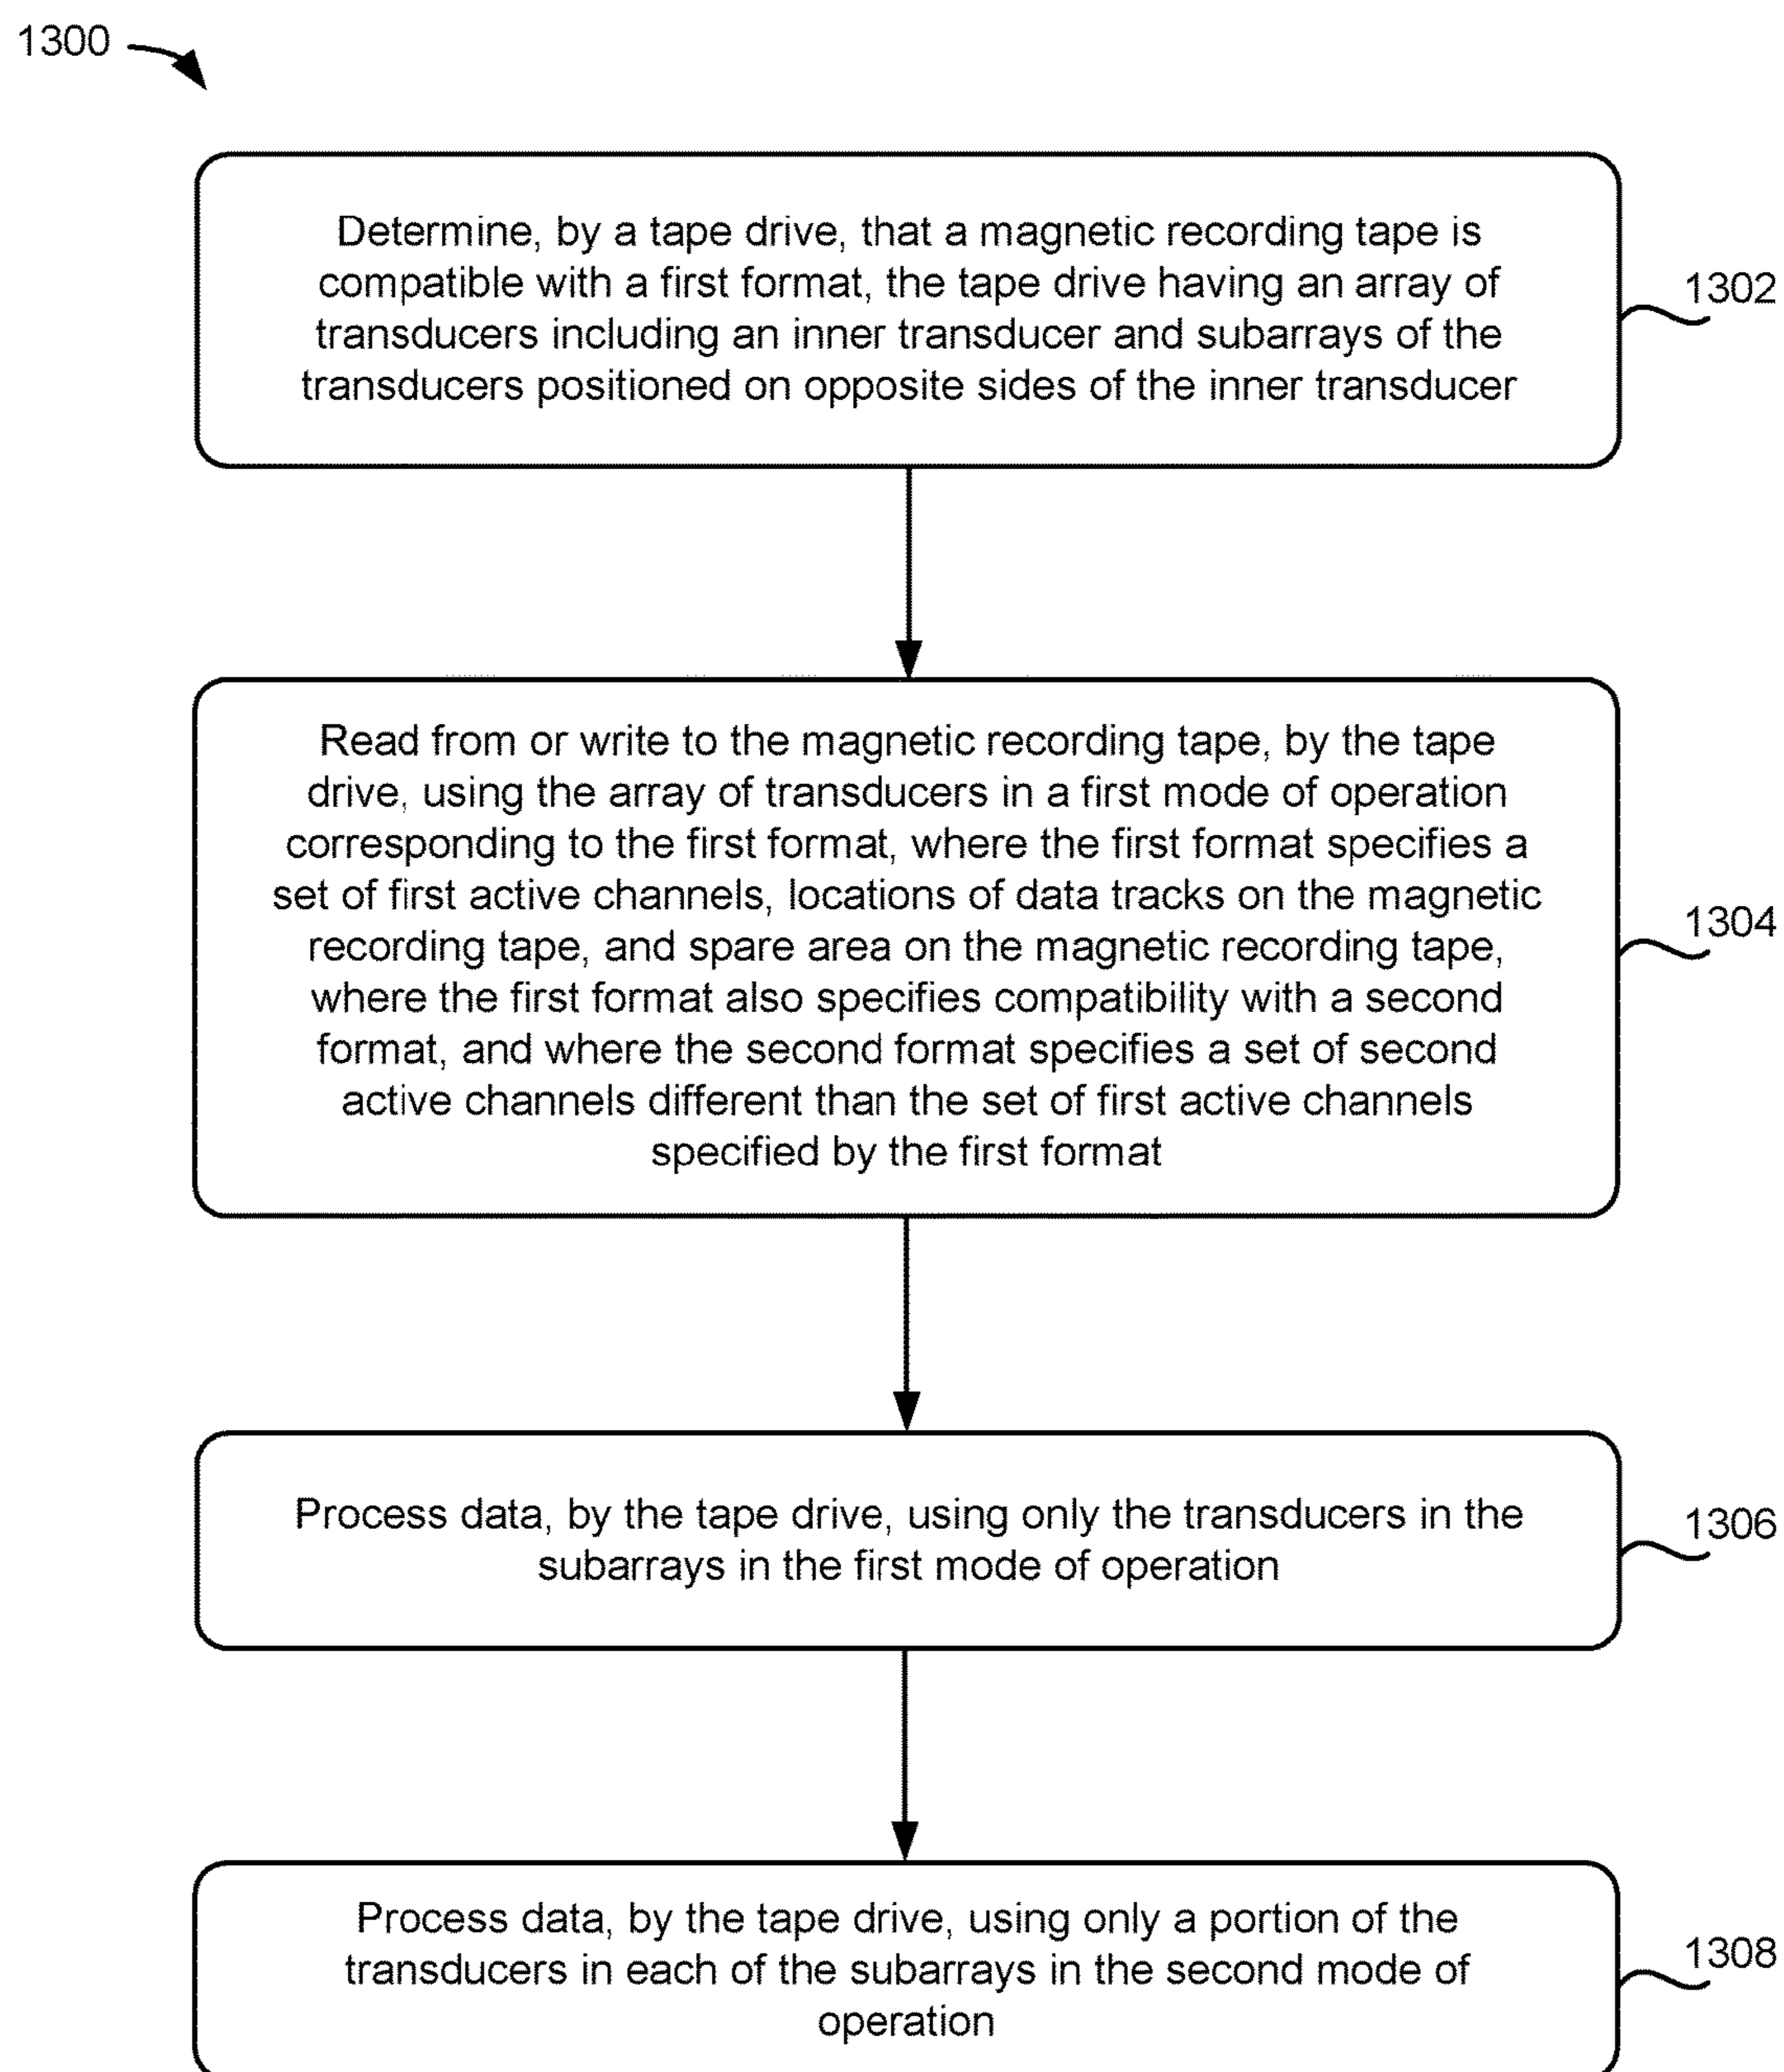 1300
Determine, by a tape drive, that a magnetic recording tape is
compatible with a first format, the tape drive having an array of
transducers including an inner transducer and subarrays of the
transducers positioned on opposite sides of the inner transducer
1302
Read from or write to the magnetic recording tape, by the tape
drive, using the array of transducers in a first mode of operation
corresponding to the first format, where the first format specifies a
set of first active channels, locations of data tracks on the magnetic
recording tape, and spare area on the magnetic recording tape,
where the first format also specifies compatibility with a second
format, and where the second format specifies a set of second
active channels different than the set of first active channels
specified by the first format
1304
Process data, by the tape drive, using only the transducers in the
subarrays in the first mode of operation
1306
Process data, by the tape drive, using only a portion of the
transducers in each of the subarrays in the second mode of
operation
1308